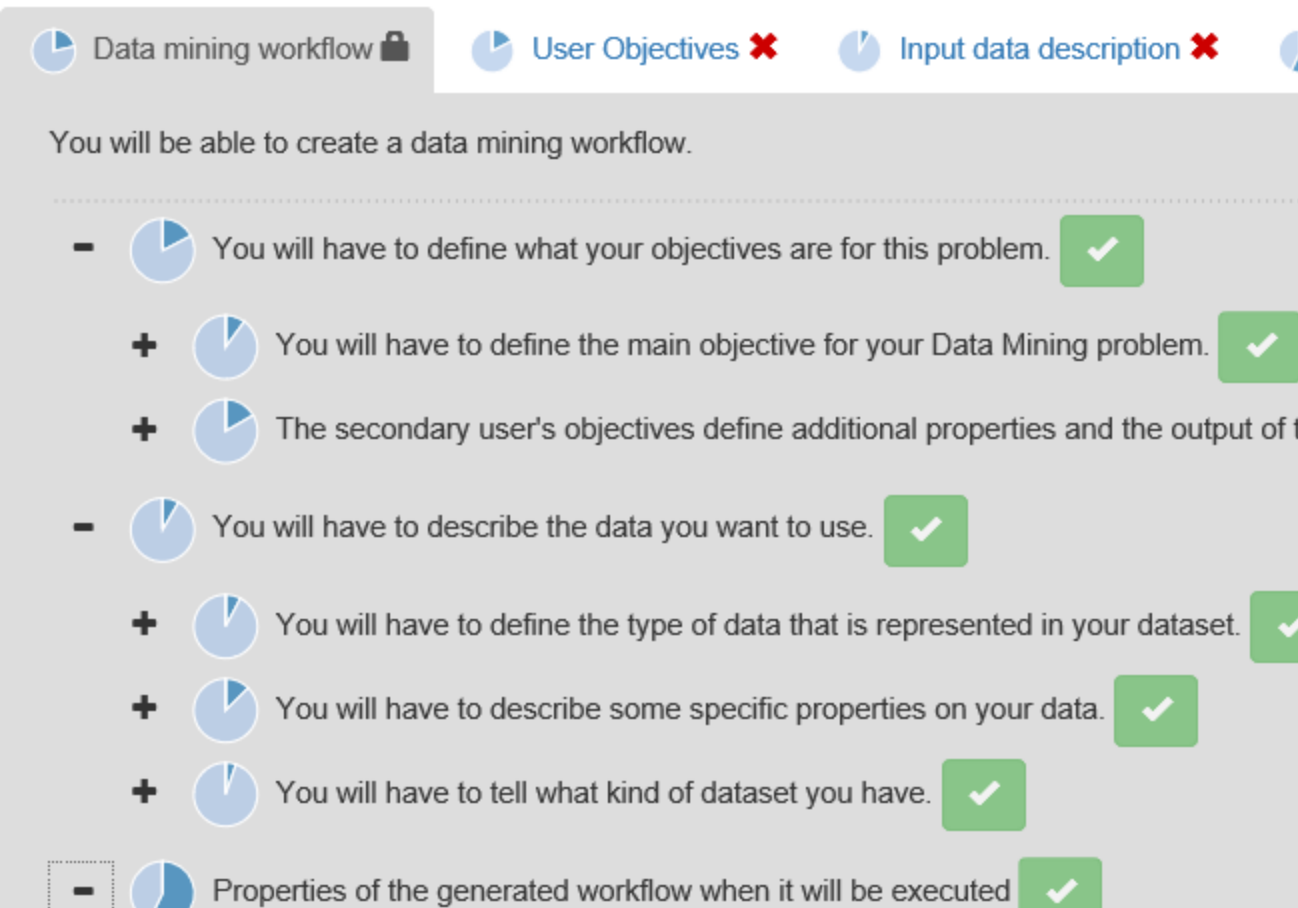 Data mining workflow User Objectives Input data description
You will be able to create a data mining workflow.
You will have to define what your objectives are for this problem.
You will have to define the main objective for your Data Mining problem.
The secondary user's objectives define additional properties and the output of
You will have to describe the data you want to use.
You will have to define the type of data that is represented in your dataset.
You will have to describe some specific properties on your data.
You will have to tell what kind of dataset you have.
Properties of the generated workflow when it will be executed